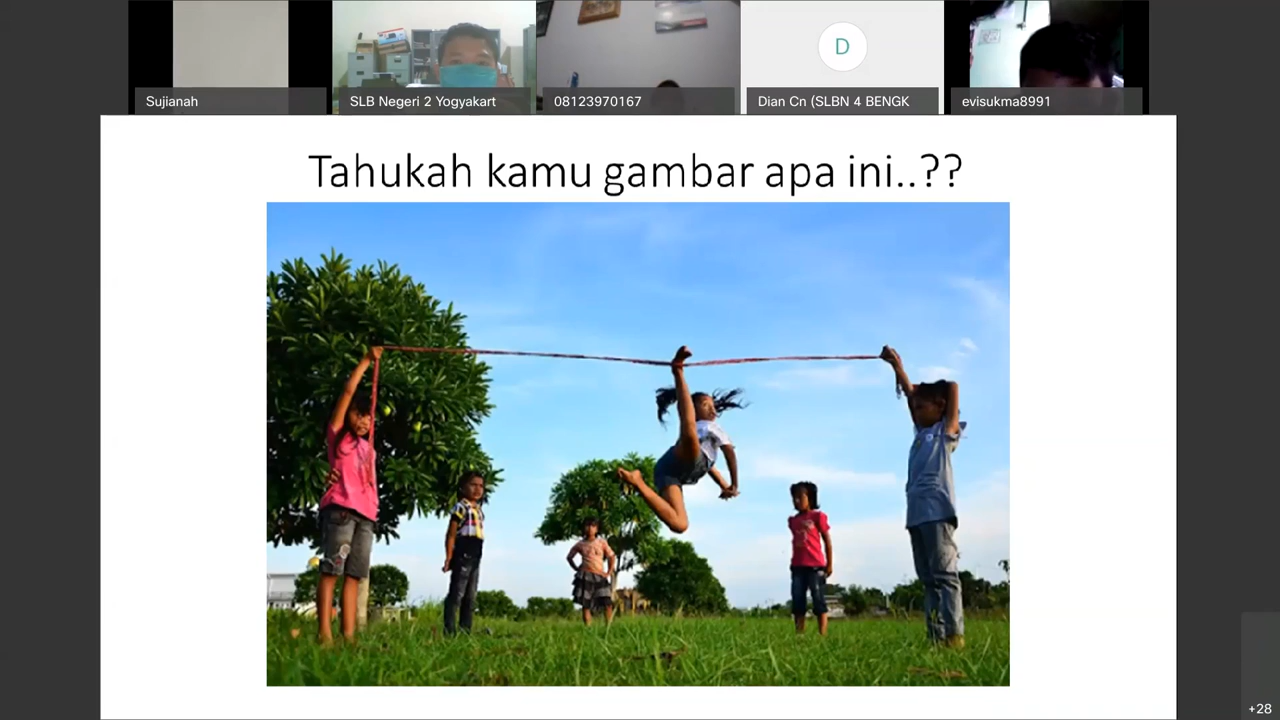 Sujianah
SLB Negeri 2 Yogyakart
08123970167
Dian Cn (SLBN 4 BENGK
evisukma8991
D
Tahukah kamu gambar apa ini..??
+28